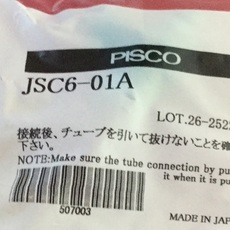 PISCO
JSC6-01A
LOT.26-252
接続後、チューブを引いて抜けないことを確
下さい。
NOTE:Make sure the tube connection by pu
it when it is pu
507003
MADE IN JAP